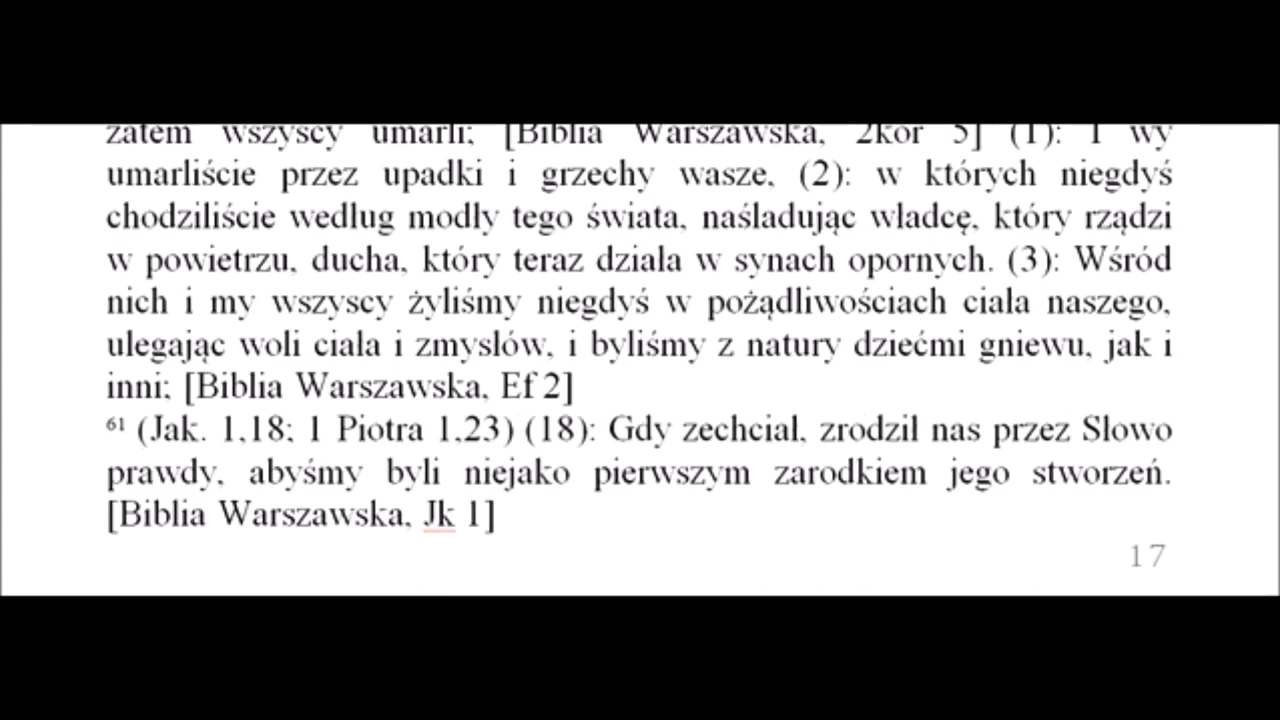 zatem wszyscy umarli; [Biblia Warszawska, 2kor 5] (1): I wy
umarliście przez upadki i grzechy wasze, (2): w których niegdyś
chodziliście według modły tego świata, naśladując władcę, który rządzi
w powietrzu, ducha, który teraz działa w synach opornych. (3): Wśród
nich i my wszyscy żyliśmy niegdyś w pożądliwościach ciała naszego,
ulegając woli ciała i zmysłów, i byliśmy z natury dziećmi gniewu, jak i
inni; [Biblia Warszawska, Ef 2]
⁶¹ (Jak. 1,18; 1 Piotra 1,23) (18): Gdy zechciał, zrodził nas przez Słowo
prawdy, abyśmy byli niejako pierwszym zarodkiem jego stworzeń.
[Biblia Warszawska, Jk 1]
17